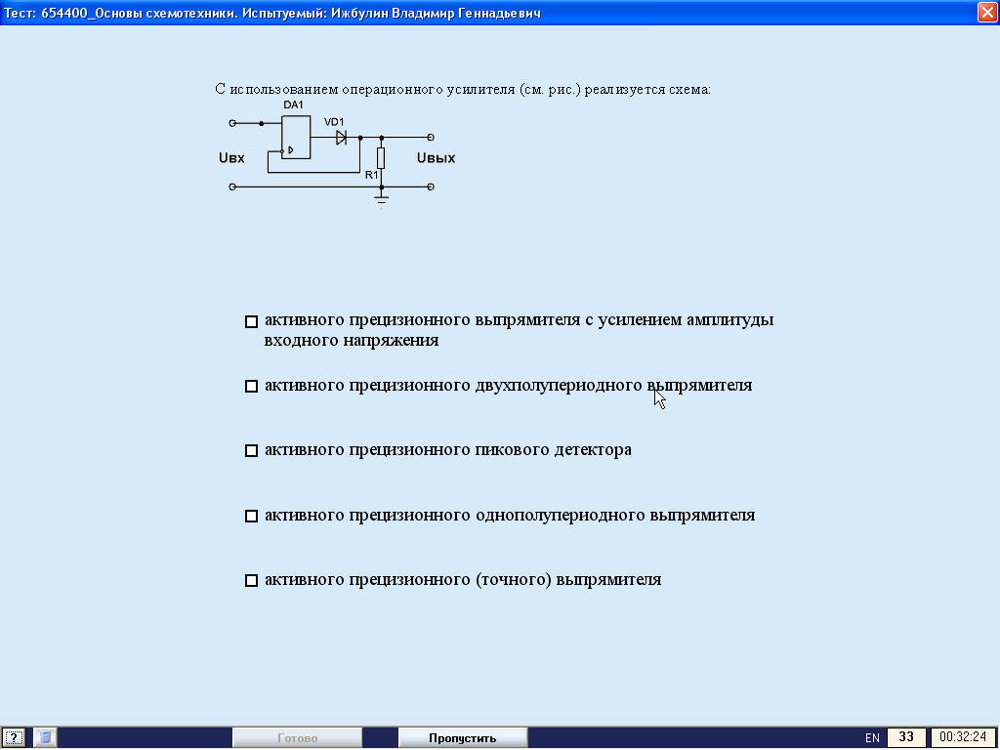 Тест: 654400_Основы схемотехники. Испытуемый: Ижбулин Владимир Геннадьевич
С использованием операционного усилителя (см. рис.) реализуется схема:
DA1
VD1
Uвх
Uвых
R1
активного прецизионного выпрямителя с усилением амплитуды
входного напряжения
активного прецизионного двухполупериодного выпрямителя
активного прецизионного пикового детектора
активного прецизионного однополупериодного выпрямителя
активного прецизионного (точного) выпрямителя
? Готово Пропустить EN 33 00:32:24